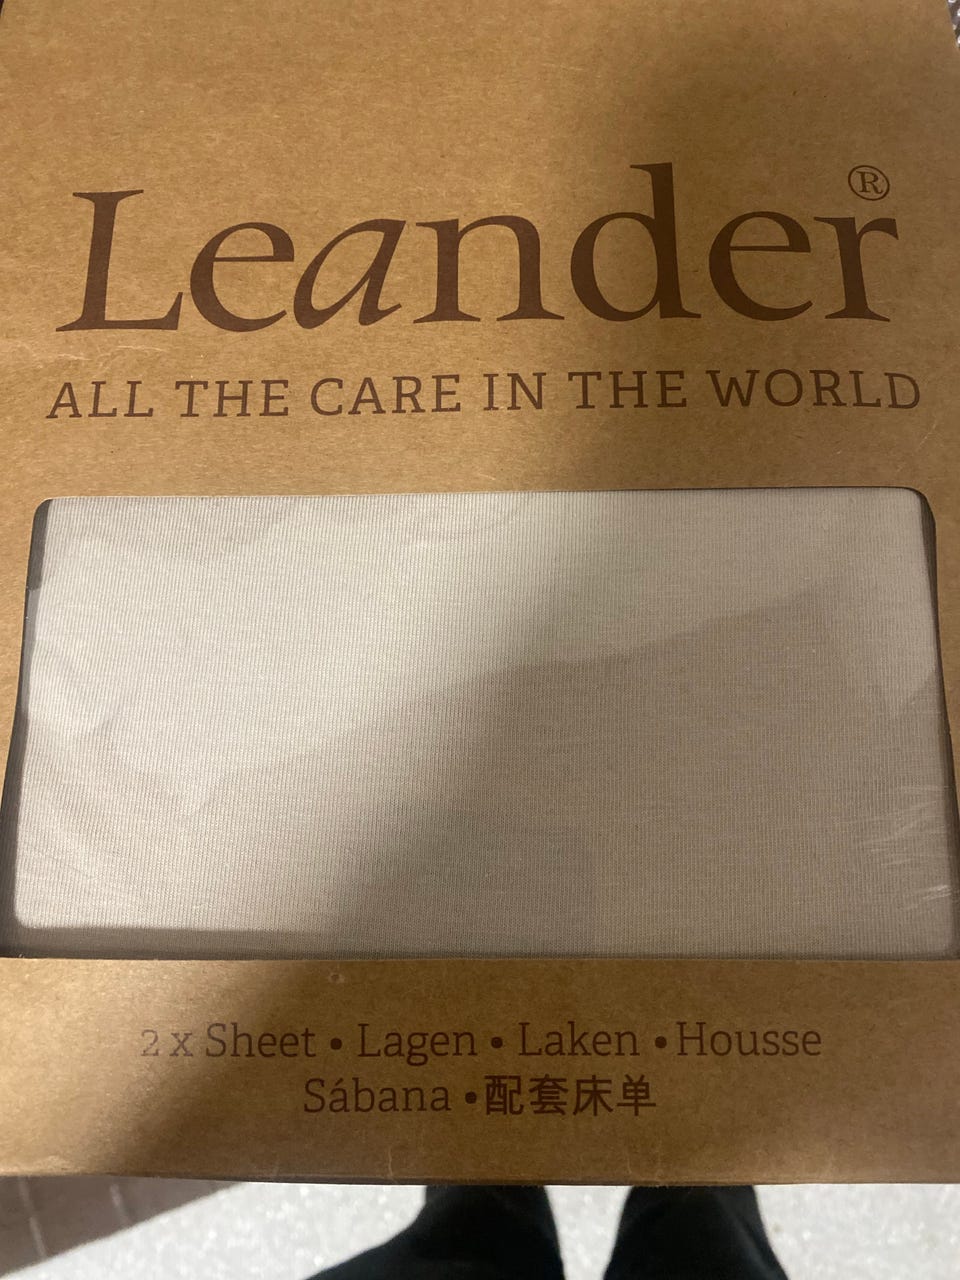 Leander®
ALL THE CARE IN THE WORLD
2 x Sheet • Lagen • Laken • Housse
Sábana • 配套床单